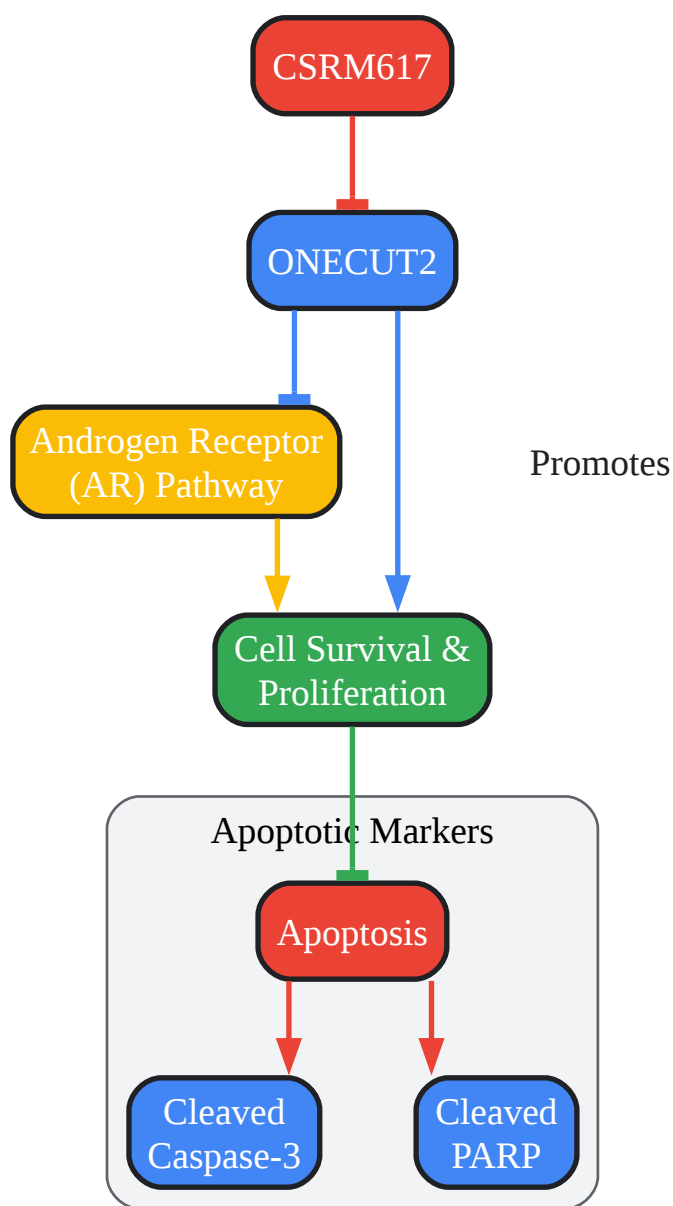 CSRM617
ONECUT2
Androgen Receptor
(AR) Pathway
Promotes
Cell Survival &
Proliferation
Apoptotic Markers
Apoptosis
Cleaved
Caspase-3
Cleaved
PARP